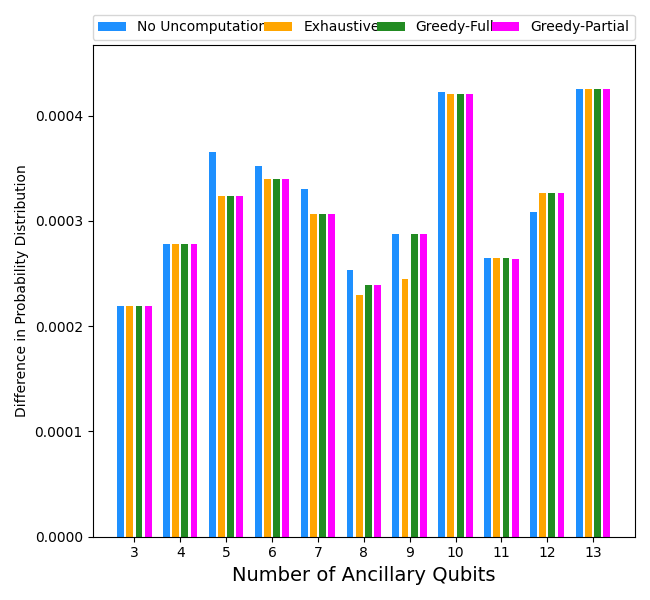 No Uncomputation Exhaustive Greedy-Full Greedy-Partial
Difference in Probability Distribution
0.0004
0.0003
0.0002
0.0001
0.0000
3 4 5 6 7 8 9 10 11 12 13
Number of Ancillary Qubits